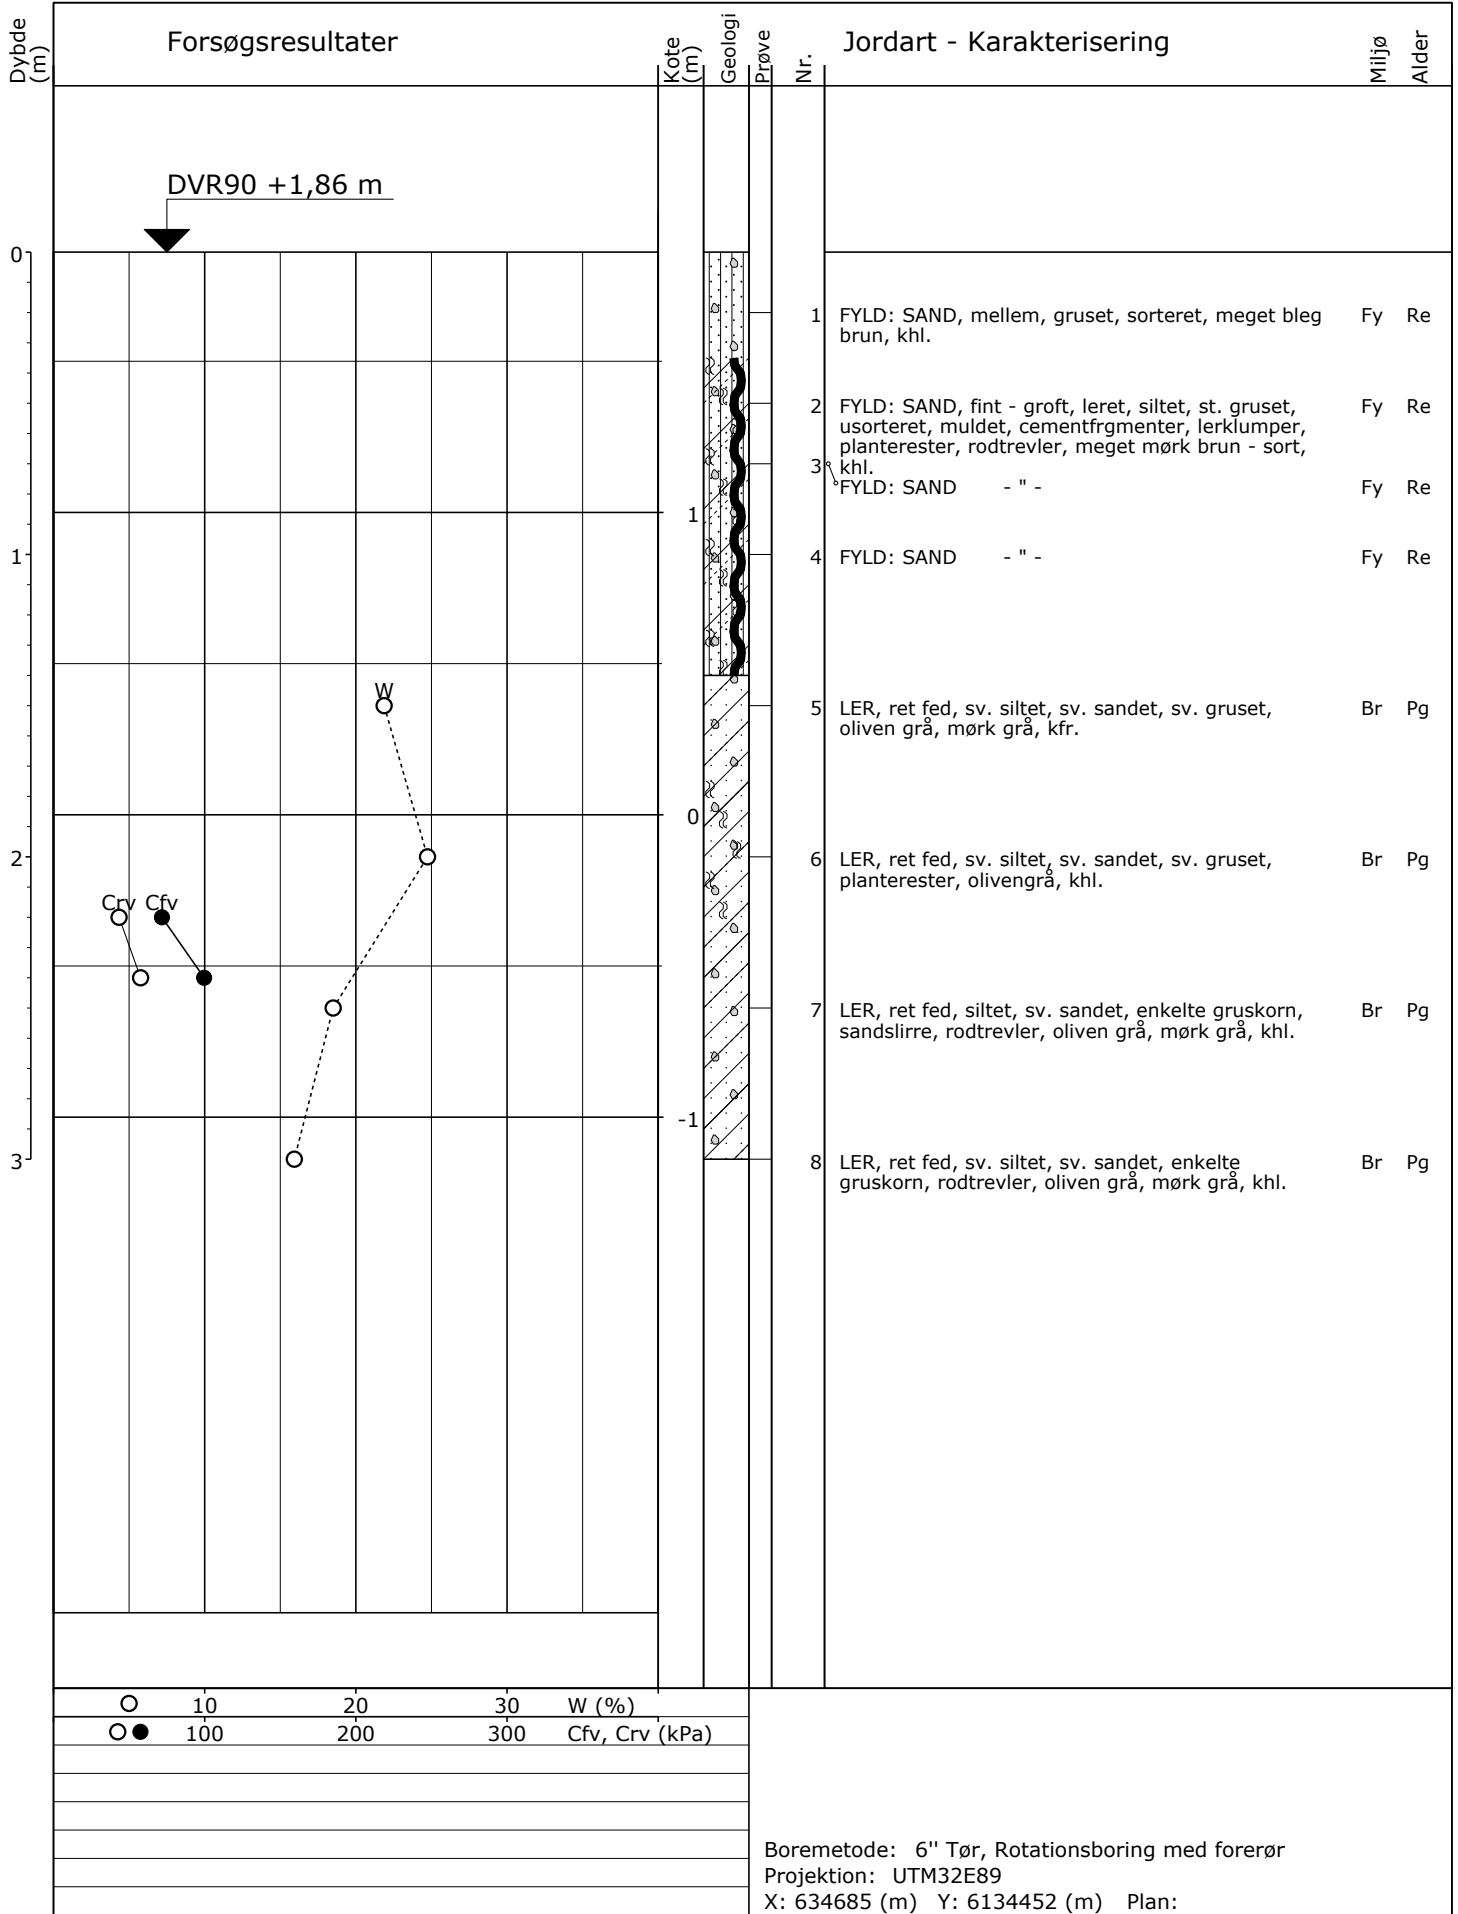 Dybde
(m)
Forsøgsresultater
Kote
(m)
Geologi
Prøve
Nr.
Jordart - Karakterisering
Miljø
Alder
DVR90 +1,86 m
0
1 FYLD: SAND, mellem, gruset, sorteret, meget bleg Fy Re
brun, khl.
2 FYLD: SAND, fint - groft, leret, siltet, st. gruset, Fy Re
usorteret, muldet, cementfrgmenter, lerklumper,
planterester, rodtrevler, meget mørk brun - sort,
3 khl.
FYLD: SAND - " - Fy Re
1
1 4 FYLD: SAND - " - Fy Re
W
5 LER, ret fed, sv. siltet, sv. sandet, sv. gruset, Br Pg
oliven grå, mørk grå, kfr.
0
2 6 LER, ret fed, sv. siltet, sv. sandet, sv. gruset, Br Pg
planterester, olivengrå, khl.
Crv Cfv
7 LER, ret fed, siltet, sv. sandet, enkelte gruskorn, Br Pg
sandslirre, rodtrevler, oliven grå, mørk grå, khl.
-1
3 8 LER, ret fed, sv. siltet, sv. sandet, enkelte Br Pg
gruskorn, rodtrevler, oliven grå, mørk grå, khl.
10 20 30 W (%)
100 200 300 Cfv, Crv (kPa)
Boremetode: 6'' Tør, Rotationsboring med forerør
Projektion: UTM32E89
X: 634685 (m) Y: 6134452 (m) Plan: